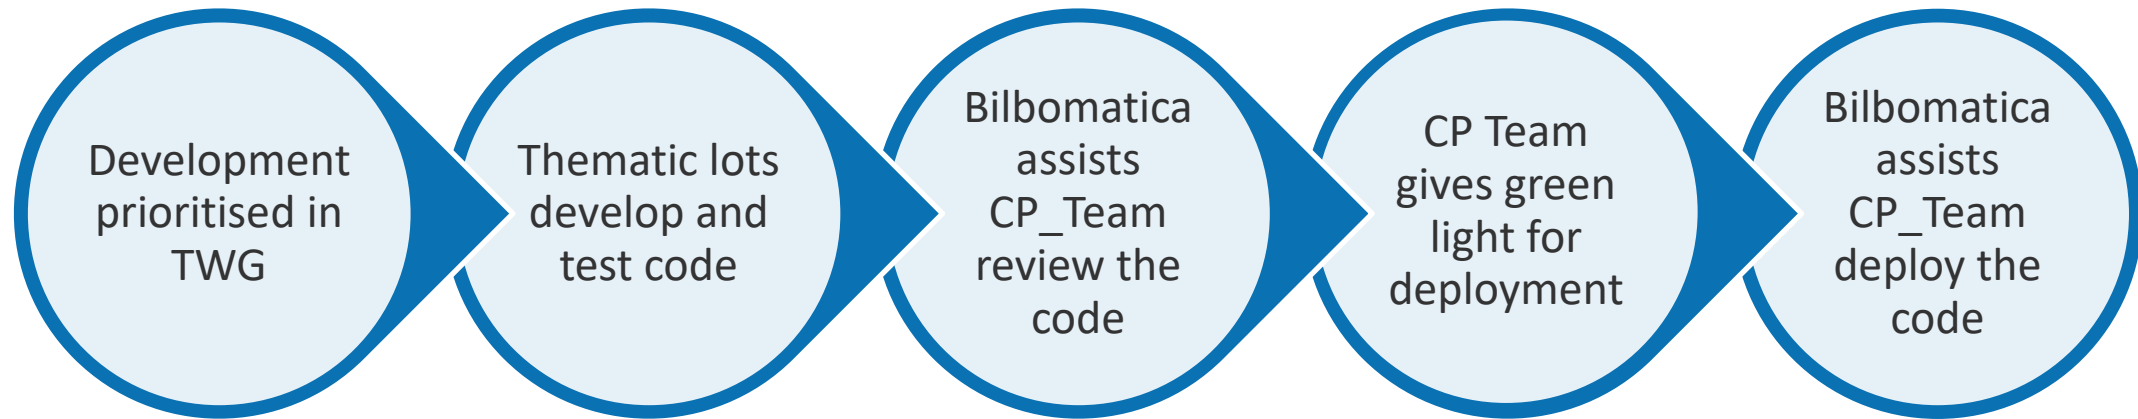 Development
prioritised in
TWG
Thematic lots
develop and
test code
Bilbomatica
assists
CP_Team
review the
code
CP Team
gives green
light for
deployment
Bilbomatica
assists
CP_Team
deploy the
code